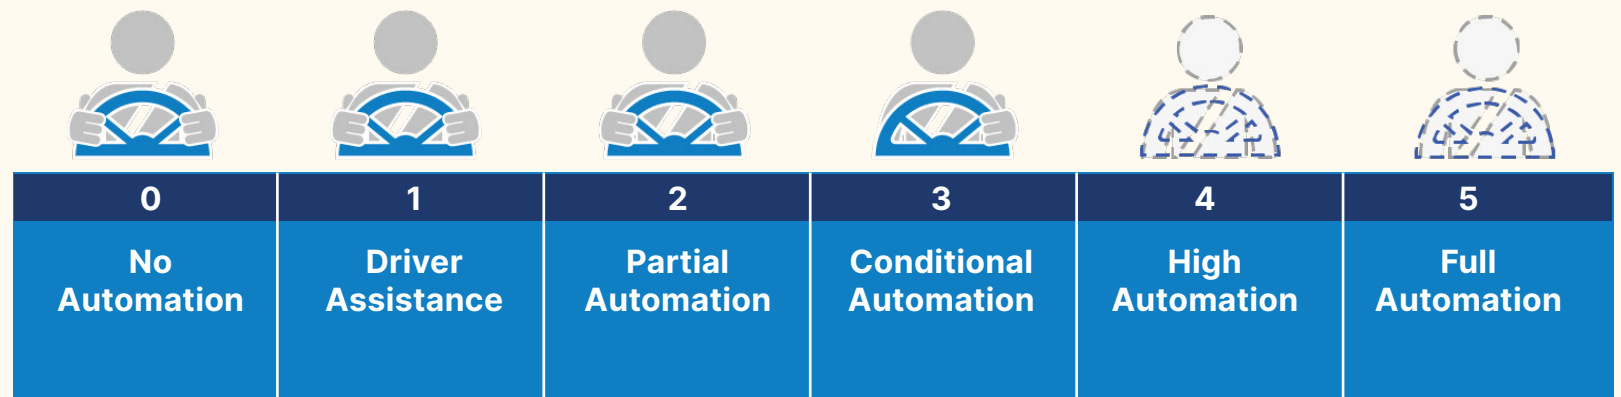 0
1
2
3
4
5
No
Automation
Driver
Assistance
Partial
Automation
Conditional
Automation
High
Automation
Full
Automation